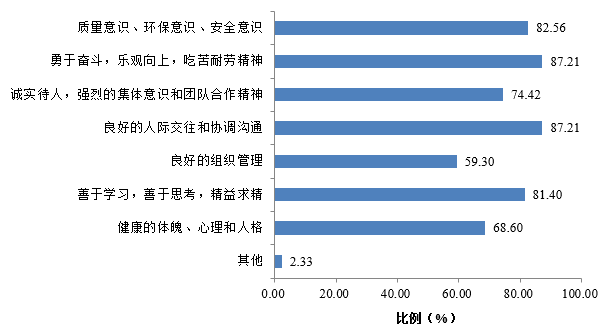 质量意识、环保意识、安全意识
82.56
勇于奋斗，乐观向上，吃苦耐劳精神
87.21
诚实待人，强烈的集体意识和团队合作精神
74.42
良好的人际交往和协调沟通
87.21
良好的组织管理
59.30
善于学习，善于思考，精益求精
81.40
健康的体魄、心理和人格
68.60
其他
2.33
0.00 20.00 40.00 60.00 80.00 100.00
比例（%）